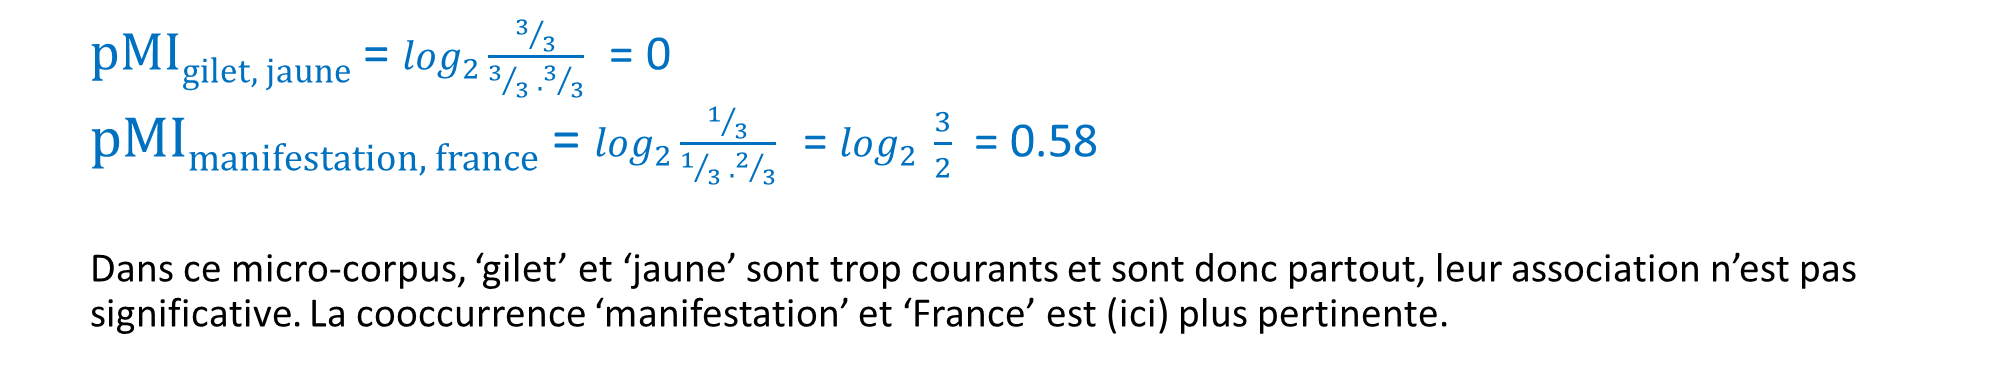 pMI_gilet, jaune = log₂ (3/3)/(3/3 . 3/3) = 0
pMI_manifestation, france = log₂ (1/3)/(1/3 . 2/3) = log₂ 3/2 = 0.58
Dans ce micro-corpus, ‘gilet’ et ‘jaune’ sont trop courants et sont donc partout, leur association n’est pas
significative. La cooccurrence ‘manifestation’ et ‘France’ est (ici) plus pertinente.